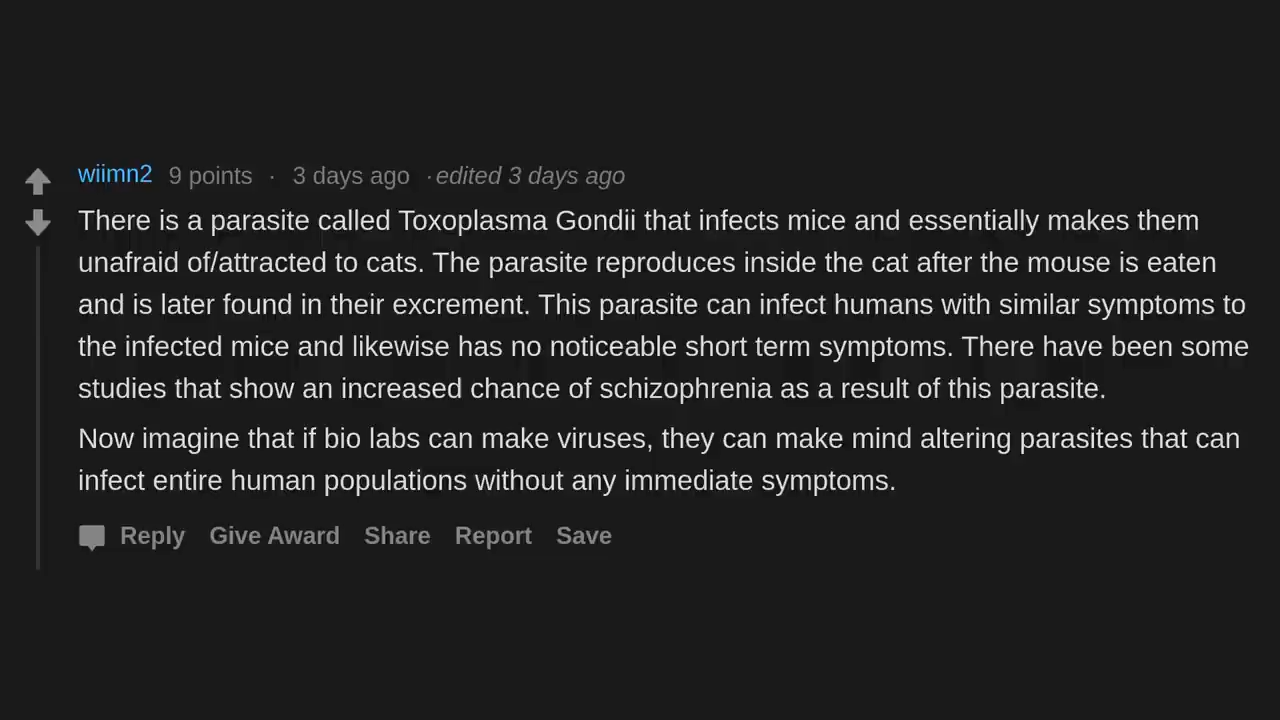 wiimn2 9 points · 3 days ago ·edited 3 days ago
There is a parasite called Toxoplasma Gondii that infects mice and essentially makes them
unafraid of/attracted to cats. The parasite reproduces inside the cat after the mouse is eaten
and is later found in their excrement. This parasite can infect humans with similar symptoms to
the infected mice and likewise has no noticeable short term symptoms. There have been some
studies that show an increased chance of schizophrenia as a result of this parasite.
Now imagine that if bio labs can make viruses, they can make mind altering parasites that can
infect entire human populations without any immediate symptoms.
Reply Give Award Share Report Save